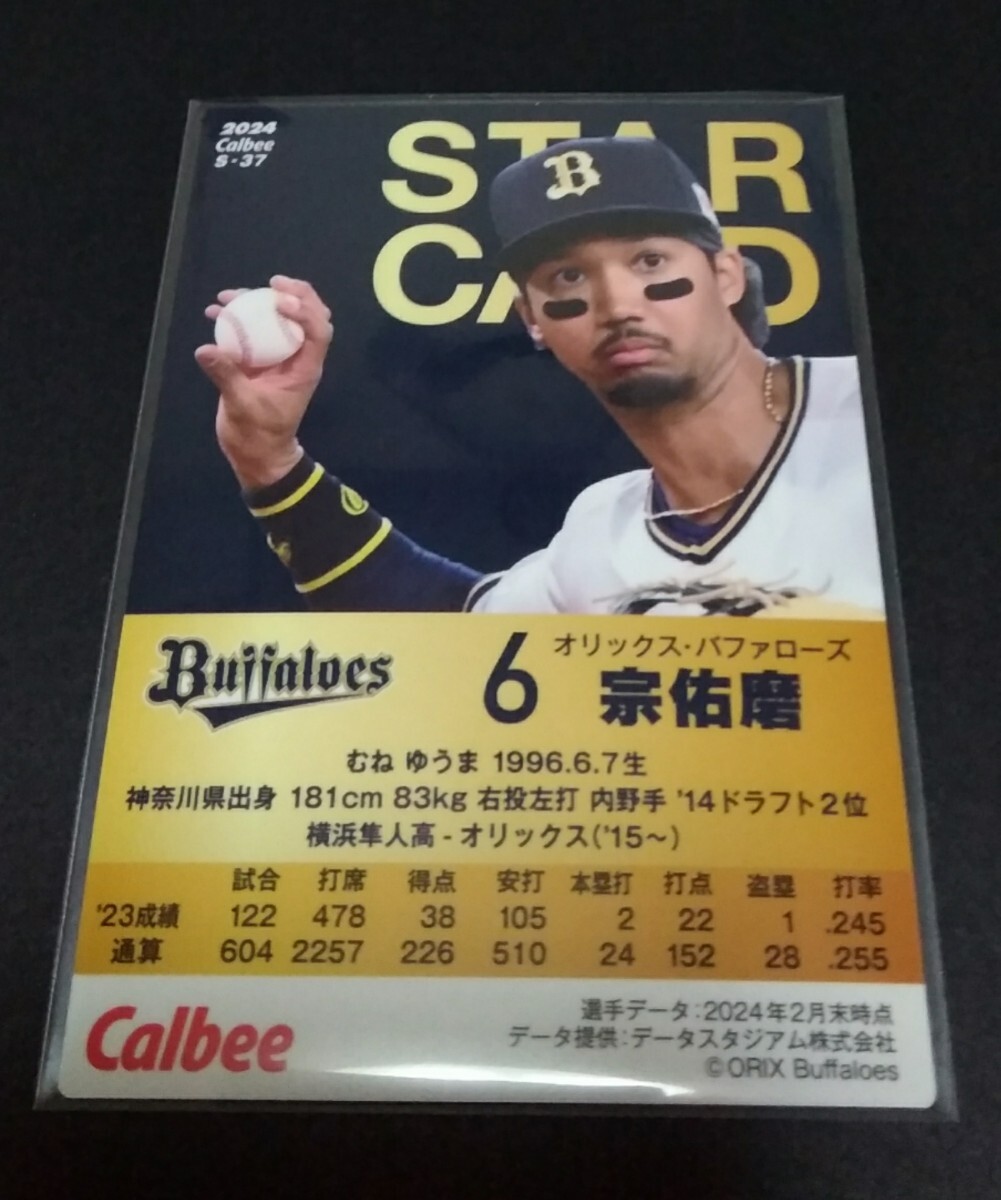 2024
Calbee
S・37
STAR
CARD
B
Buffaloes
6
オリックス・バファローズ
宗佑磨
むね ゆうま 1996.6.7生
神奈川県出身 181cm 83kg 右投左打 内野手 '14ドラフト2位
横浜隼人高 - オリックス('15〜)
試合 打席 得点 安打 本塁打 打点 盗塁 打率
'23成績 122 478 38 105 2 22 1 .245
通算 604 2257 226 510 24 152 28 .255
Calbee
選手データ:2024年2月末時点
データ提供:データスタジアム株式会社
©ORIX Buffaloes